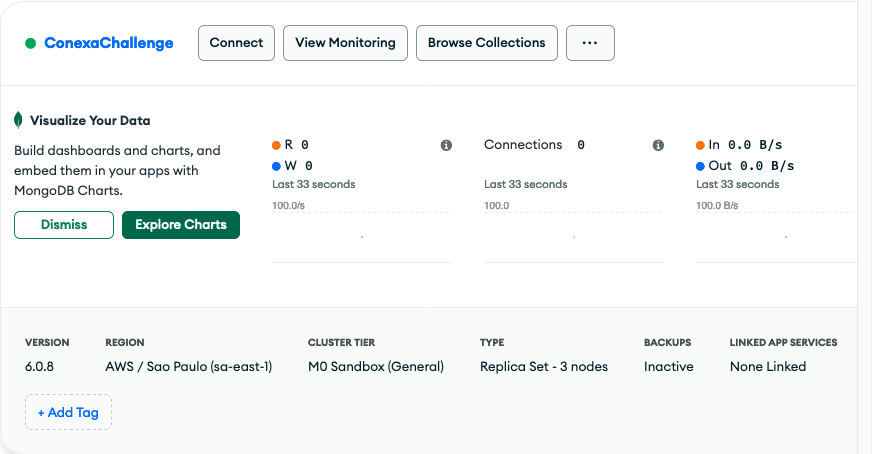 ConexaChallenge
Connect
View Monitoring
Browse Collections
...
Visualize Your Data
Build dashboards and charts, and
embed them in your apps with
MongoDB Charts.
Dismiss
Explore Charts
R 0
W 0
Last 33 seconds
100.0/s
Connections 0
Last 33 seconds
100.0
In 0.0 B/s
Out 0.0 B/s
Last 33 seconds
100.0 B/s
VERSION
6.0.8
REGION
AWS / Sao Paulo (sa-east-1)
CLUSTER TIER
M0 Sandbox (General)
TYPE
Replica Set - 3 nodes
BACKUPS
Inactive
LINKED APP SERVICES
None Linked
+ Add Tag